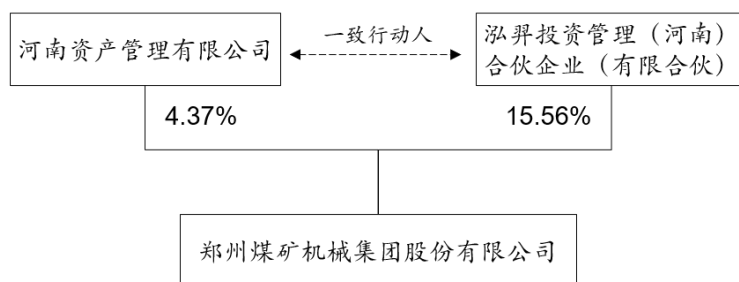 河南资产管理有限公司
一致行动人
泓羿投资管理（河南）
合伙企业（有限合伙）
4.37%
15.56%
郑州煤矿机械集团股份有限公司